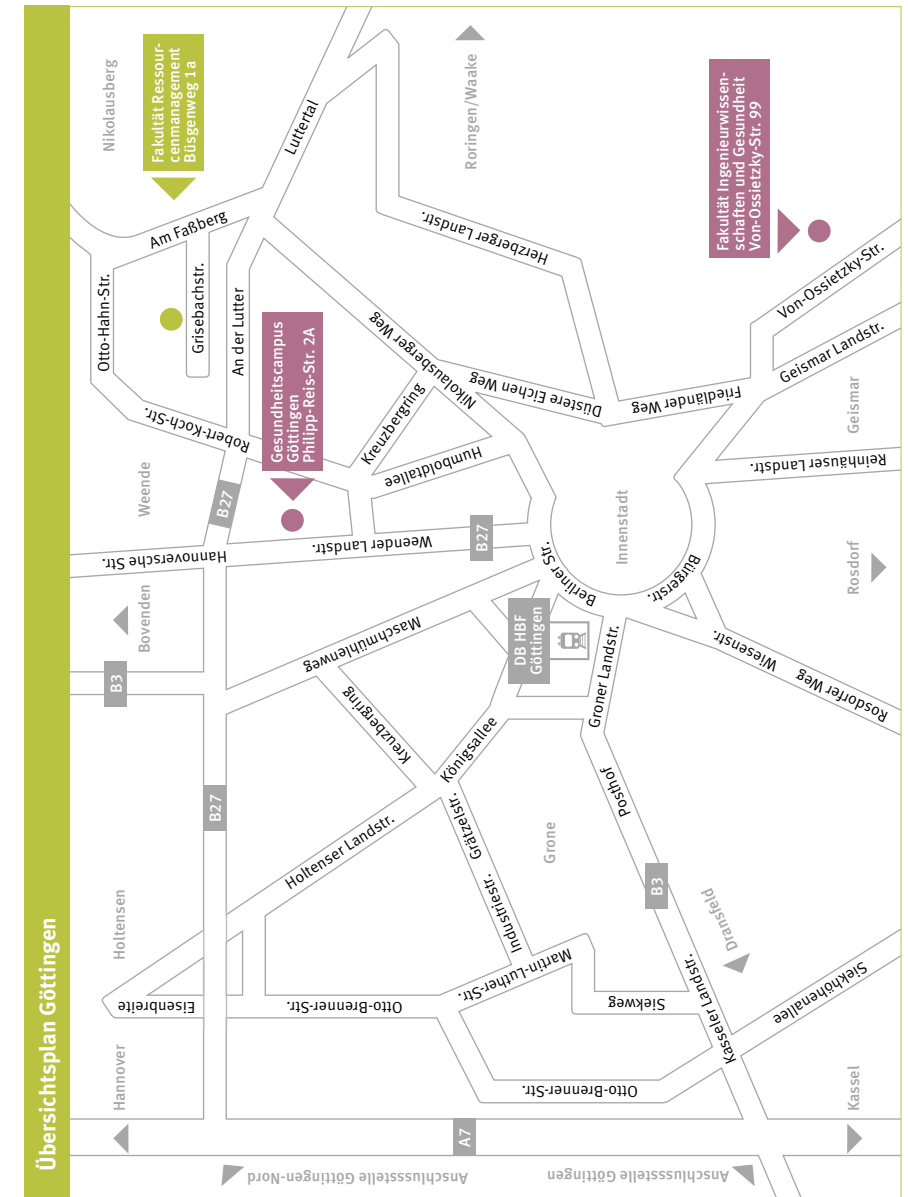 Übersichtsplan Göttingen
Hannover
Holtensen
Bovenden
Weende
Nikolausberg
Fakultät Ressour-
cenmanagement
Büsgenweg 1 a
Gesundheitscampus
Göttingen
Philipp-Reis-Str. 2A
Fakultät Ingenieurwissen-
schaften und Gesundheit
Von-Ossietzky-Str. 99
Roringen/Waake
Luttertal
Am Faßberg
Otto-Hahn-Str.
Grisebachstr.
An der Lutter
Robert-Koch-Str.
Herzberger Landstr.
Nikolausberger Weg
Düstere Eichen Weg
Kreuzbergring
Humboldtallee
Friedländer Weg
Von-Ossietzky-Str.
Geismar Landstr.
Geismar
Reinhäuser Landstr.
B27
Hannoversche Str.
Weender Landstr.
B27
Innenstadt
Berliner Str.
Bürgerstr.
Rosdorf
B3
Maschmühlenweg
DB HBF
Göttingen
Groner Landstr.
Wiesenstr.
Rosdorfer Weg
Kreuzbergring
Königsallee
B27
Holtenser Landstr.
Grätzelstr.
Industriestr.
Grone
Posthof
B3
Dransfeld
Eisenbreite
Otto-Brenner-Str.
Martin-Luther-Str.
Siekweg
Kasseler Landstr.
Siekhöhenallee
Otto-Brenner-Str.
A7
Kassel
Anschlussstelle Göttingen-Nord
Anschlussstelle Göttingen